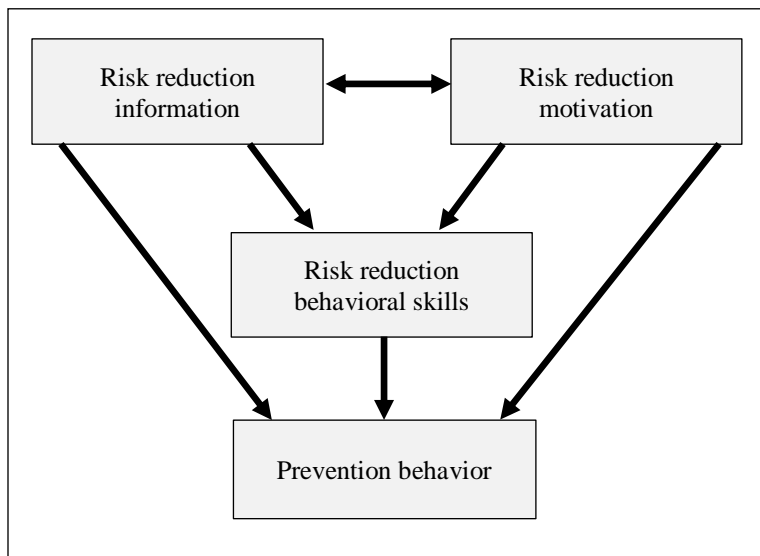 Risk reduction
information
Risk reduction
motivation
Risk reduction
behavioral skills
Prevention behavior